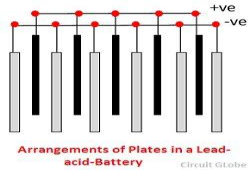 +ve
-ve
Arrangements of Plates in a Lead-
acid-Battery
Circuit Globe